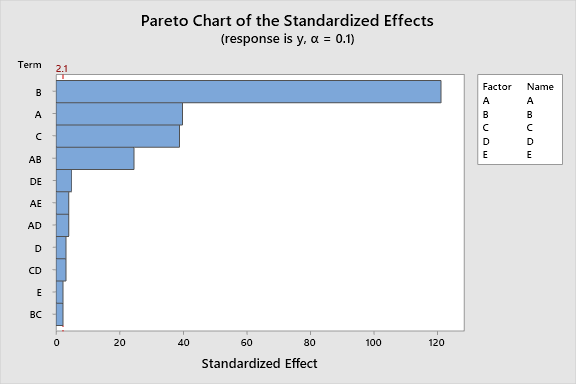 Pareto Chart of the Standardized Effects
(response is y, α = 0.1)
Term
2.1
B
A
C
AB
DE
AE
AD
D
CD
E
BC
0 20 40 60 80 100 120
Standardized Effect
Factor Name
A A
B B
C C
D D
E E